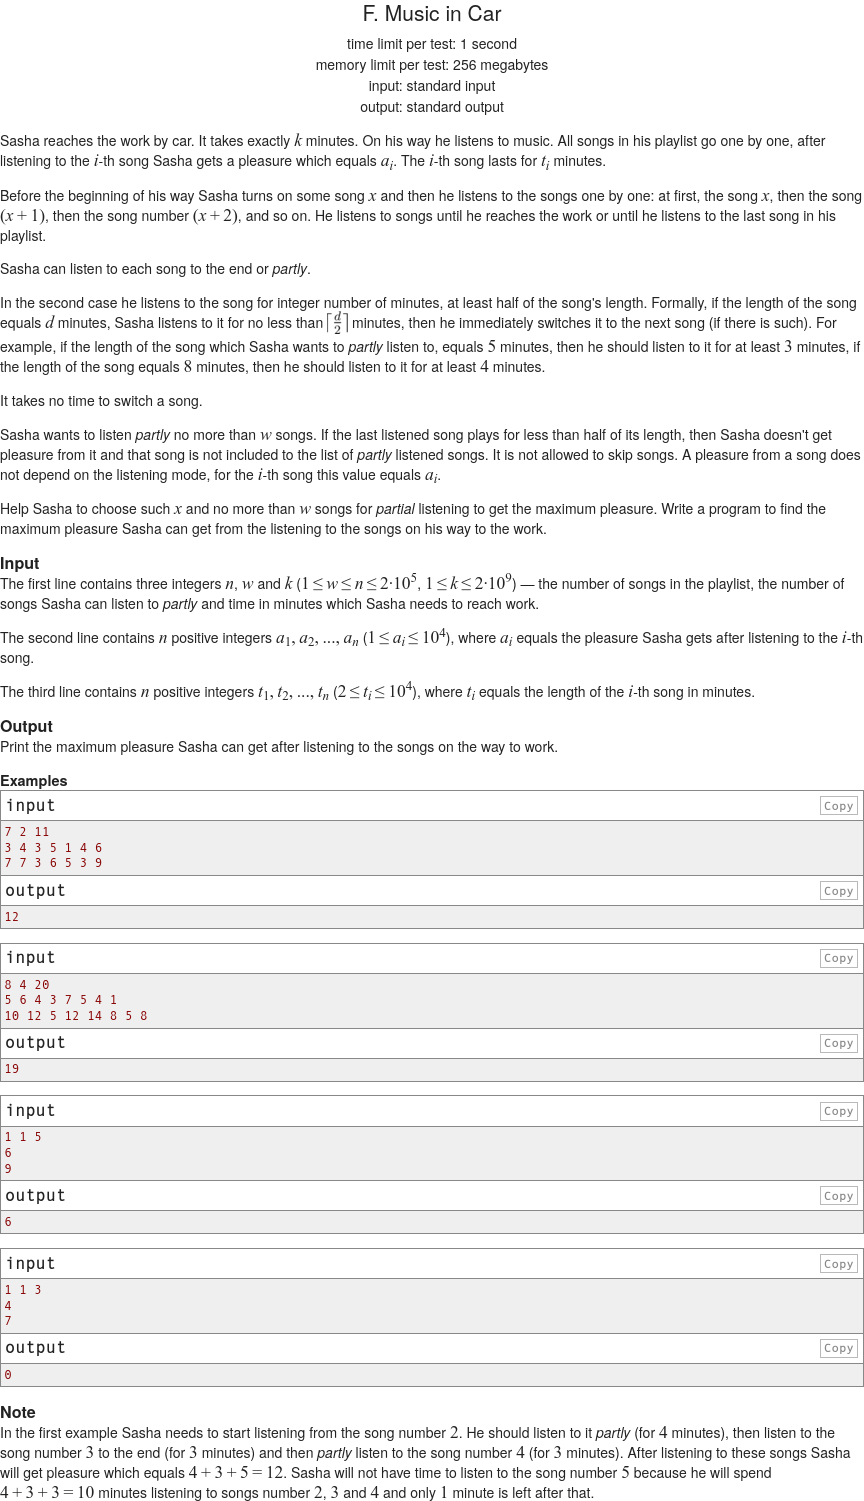 F. Music in Car
time limit per test: 1 second
memory limit per test: 256 megabytes
input: standard input
output: standard output
Sasha reaches the work by car. It takes exactly k minutes. On his way he listens to music. All songs in his playlist go one by one, after
listening to the i-th song Sasha gets a pleasure which equals a_i. The i-th song lasts for t_i minutes.
Before the beginning of his way Sasha turns on some song x and then he listens to the songs one by one: at first, the song x, then the song
(x + 1), then the song number (x + 2), and so on. He listens to songs until he reaches the work or until he listens to the last song in his
playlist.
Sasha can listen to each song to the end or partly.
In the second case he listens to the song for integer number of minutes, at least half of the song's length. Formally, if the length of the song
equals d minutes, Sasha listens to it for no less than ⌈d/2⌉ minutes, then he immediately switches it to the next song (if there is such). For
example, if the length of the song which Sasha wants to partly listen to, equals 5 minutes, then he should listen to it for at least 3 minutes, if
the length of the song equals 8 minutes, then he should listen to it for at least 4 minutes.
It takes no time to switch a song.
Sasha wants to listen partly no more than w songs. If the last listened song plays for less than half of its length, then Sasha doesn't get
pleasure from it and that song is not included to the list of partly listened songs. It is not allowed to skip songs. A pleasure from a song does
not depend on the listening mode, for the i-th song this value equals a_i.
Help Sasha to choose such x and no more than w songs for partial listening to get the maximum pleasure. Write a program to find the
maximum pleasure Sasha can get from the listening to the songs on his way to the work.
Input
The first line contains three integers n, w and k (1 ≤ w ≤ n ≤ 2·10^5, 1 ≤ k ≤ 2·10^9) — the number of songs in the playlist, the number of
songs Sasha can listen to partly and time in minutes which Sasha needs to reach work.
The second line contains n positive integers a_1, a_2, ..., a_n (1 ≤ a_i ≤ 10^4), where a_i equals the pleasure Sasha gets after listening to the i-th
song.
The third line contains n positive integers t_1, t_2, ..., t_n (2 ≤ t_i ≤ 10^4), where t_i equals the length of the i-th song in minutes.
Output
Print the maximum pleasure Sasha can get after listening to the songs on the way to work.
Examples
input Copy
7 2 11
3 4 3 5 1 4 6
7 7 3 6 5 3 9
output Copy
12
input Copy
8 4 20
5 6 4 3 7 5 4 1
10 12 5 12 14 8 5 8
output Copy
19
input Copy
1 1 5
6
9
output Copy
6
input Copy
1 1 3
4
7
output Copy
0
Note
In the first example Sasha needs to start listening from the song number 2. He should listen to it partly (for 4 minutes), then listen to the
song number 3 to the end (for 3 minutes) and then partly listen to the song number 4 (for 3 minutes). After listening to these songs Sasha
will get pleasure which equals 4 + 3 + 5 = 12. Sasha will not have time to listen to the song number 5 because he will spend
4 + 3 + 3 = 10 minutes listening to songs number 2, 3 and 4 and only 1 minute is left after that.